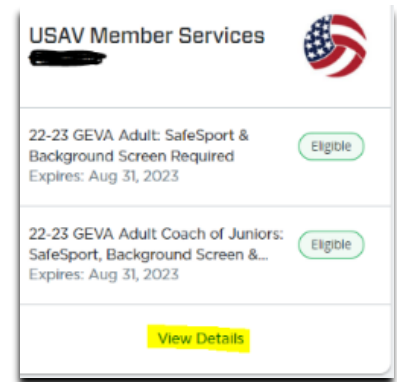 USAV Member Services
22-23 GEVA Adult: SafeSport &
Background Screen Required
Eligible
Expires: Aug 31, 2023
22-23 GEVA Adult Coach of Juniors:
SafeSport, Background Screen &...
Eligible
Expires: Aug 31, 2023
View Details